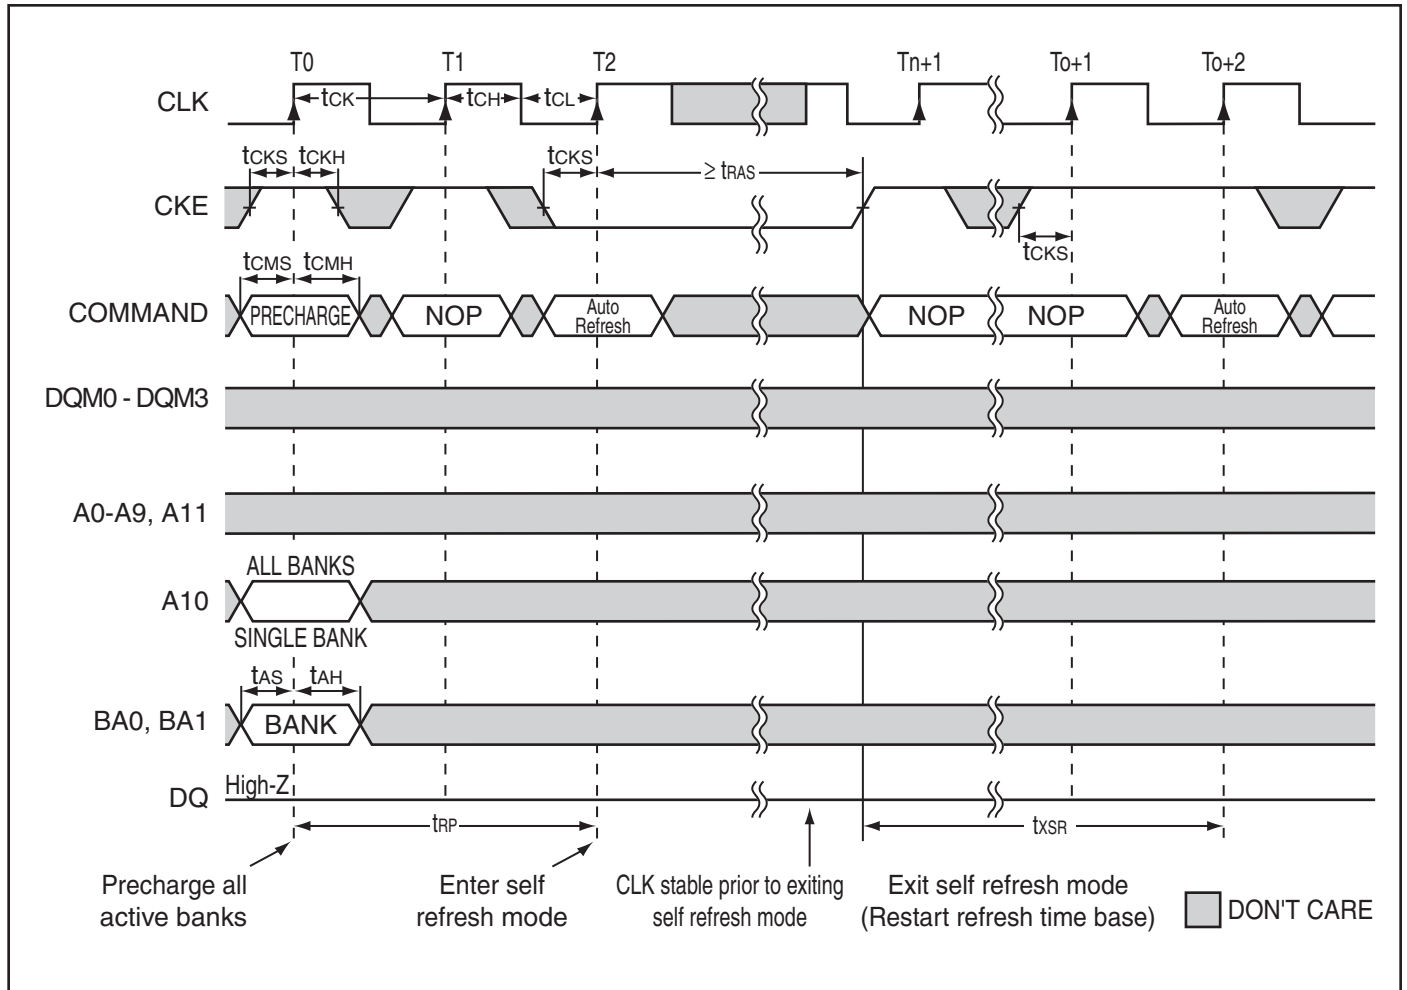 T0 T1 T2 Tn+1 To+1 To+2
CLK tCK tCH tCL
tCKS tCKH tCKS ≥ tRAS
CKE
tCKS
tCMS tCMH
COMMAND PRECHARGE NOP Auto Refresh NOP NOP Auto Refresh
DQM0 - DQM3
A0-A9, A11
ALL BANKS
A10
SINGLE BANK
tAS tAH
BA0, BA1 BANK
High-Z
DQ
tRP tXSR
Precharge all
active banks
Enter self
refresh mode
CLK stable prior to exiting
self refresh mode
Exit self refresh mode
(Restart refresh time base)
DON'T CARE